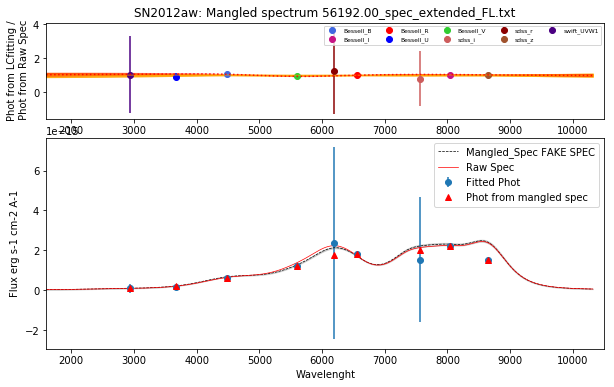 SN2012aw: Mangled spectrum 56192.00_spec_extended_FL.txt
Phot from LCfitting /
Phot from Raw Spec
4
2
0
Bessell_B
Bessell_I
Bessell_R
Bessell_U
Bessell_V
sdss_i
sdss_r
sdss_z
swift_UVW1
2000 3000 4000 5000 6000 7000 8000 9000 10000
1e−15
Flux erg s-1 cm-2 A-1
6
4
2
0
−2
Mangled_Spec FAKE SPEC
Raw Spec
Fitted Phot
Phot from mangled spec
2000 3000 4000 5000 6000 7000 8000 9000 10000
Wavelenght